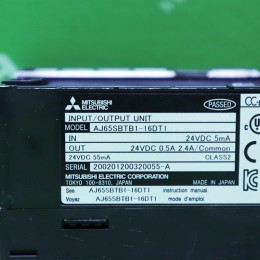 MITSUBISHI
ELECTRIC
PASSED
INPUT/OUTPUT UNIT
MODEL AJ65SBTB1-16DT1
IN 24VDC 5mA
OUT 24VDC 0.5A 2.4A/Common
24VDC 55mA CLASS2
SERIAL 200201200320055-A
MITSUBISHI ELECTRIC CORPORATION
TOKYO 100-8310, JAPAN MADE IN JAPAN
See AJ65SBTB1-16DT1 instruction manual.
Voyez AJ65SBTB1-16DT1 mode d'emploi.
CC-